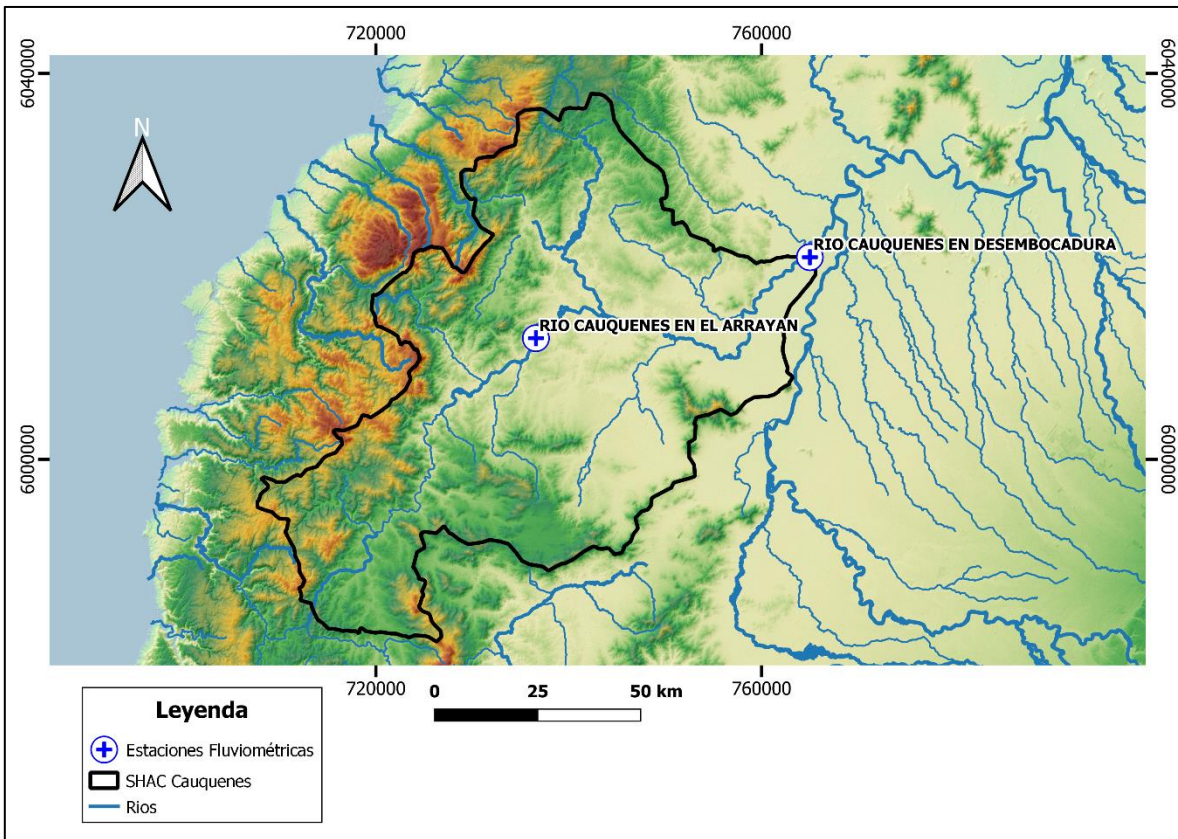 720000
760000
6040000
6040000
N
RIO CAUQUENES EN DESEMBOCADURA
RIO CAUQUENES EN EL ARRAYAN
6000000
6000000
720000
760000
0 25 50 km
Leyenda
Estaciones Fluviométricas
SHAC Cauquenes
Rios